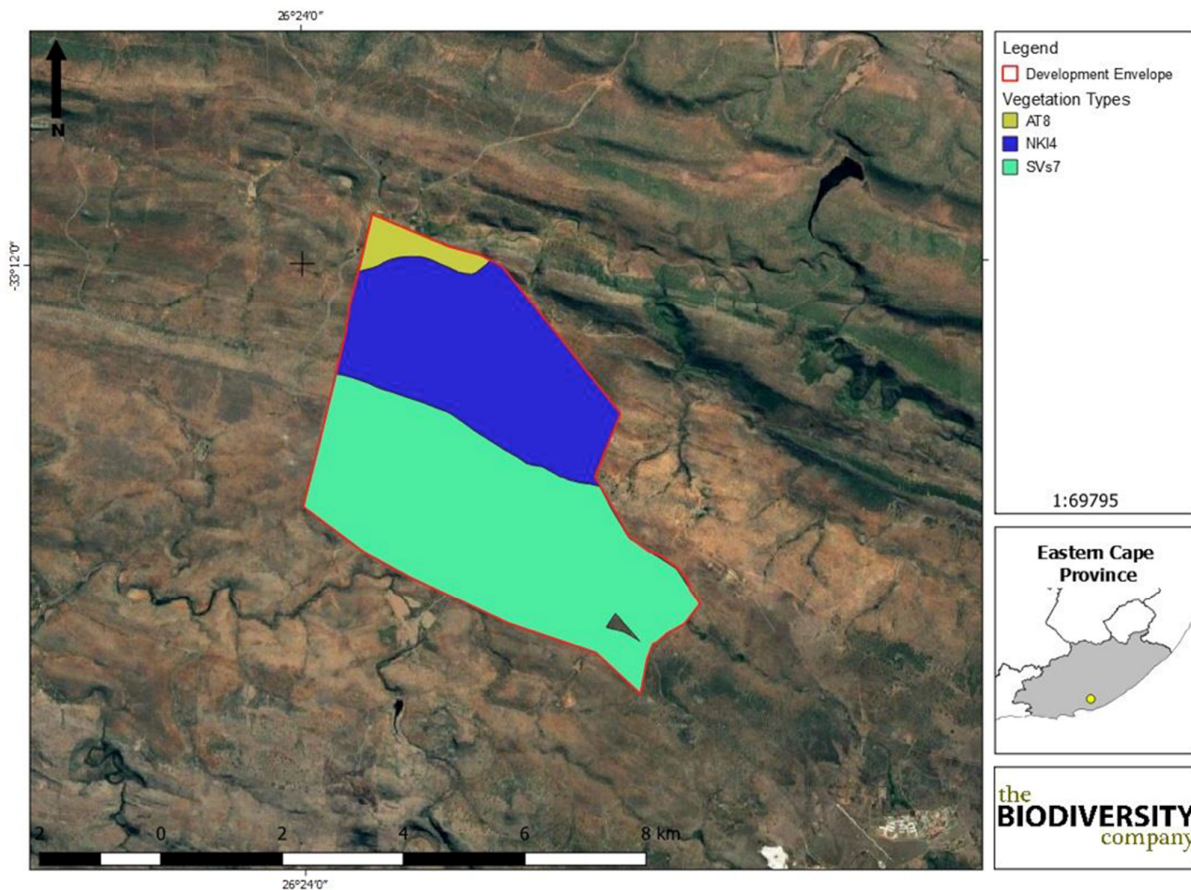 26°24'0"
Legend
Development Envelope
Vegetation Types
AT8
NKl4
SVs7
N
-33°12'0"
1:69795
Eastern Cape
Province
the
BIODIVERSITY
company
2 0 2 4 6 8 km
26°24'0"